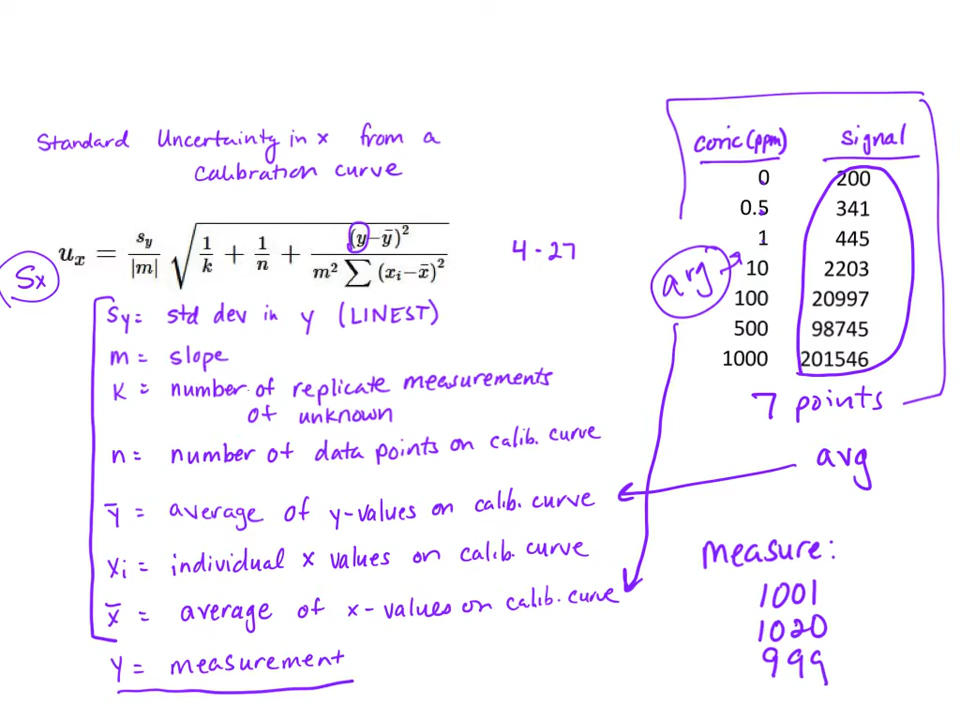 Standard Uncertainty in x from a
Calibration curve
u_x = s_y/|m| √(1/k + 1/n + (y−ȳ)²/(m² ∑ (x_i−x̄)²))
4-27
Sx
Sy = std dev in y (LINEST)
m = slope
K = number of replicate measurements
of unknown
n = number of data points on calib. curve
ȳ = average of y-values on calib. curve
xi = individual x values on calib. curve
x̄ = average of x-values on calib. curve
Y = measurement
conc (ppm) Signal
0 200
0.5 341
1 445
10 2203
100 20997
500 98745
1000 201546
avg
7 points
avg
measure:
1001
1020
999